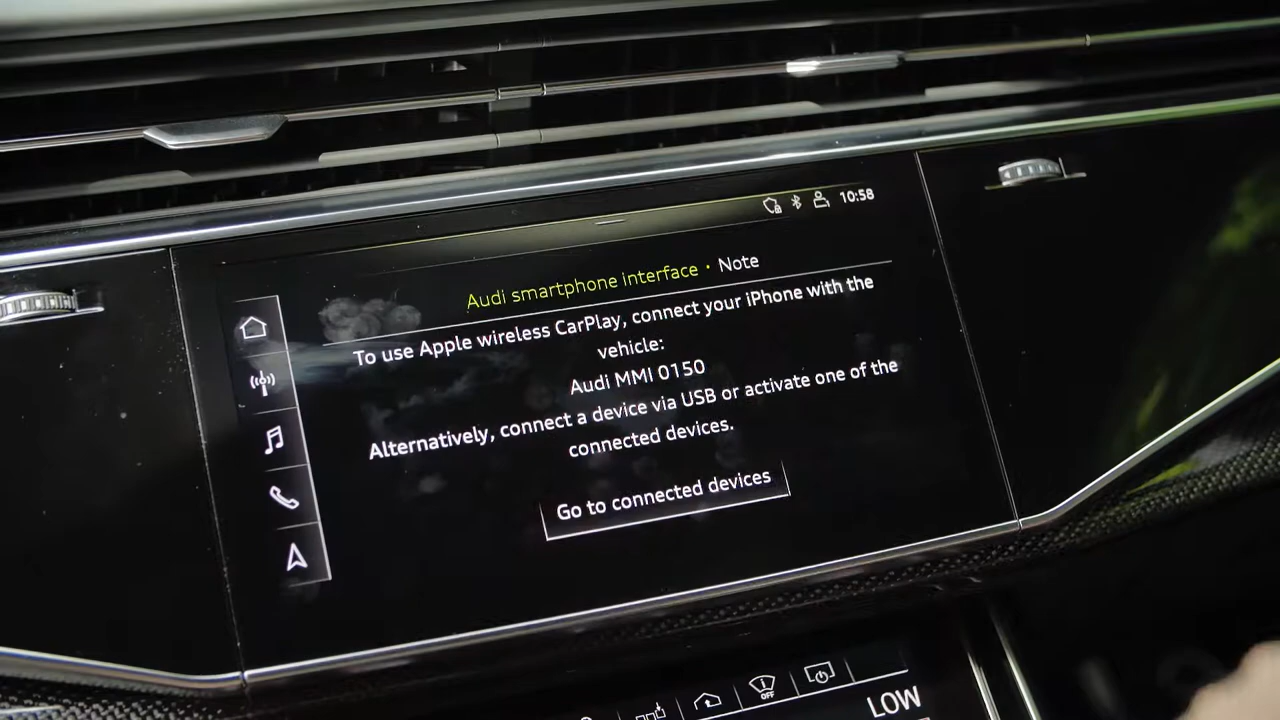 10:58
Audi smartphone interface • Note
To use Apple wireless CarPlay, connect your iPhone with the
vehicle:
Audi MMI 0150
Alternatively, connect a device via USB or activate one of the
connected devices.
Go to connected devices
OFF
LOW